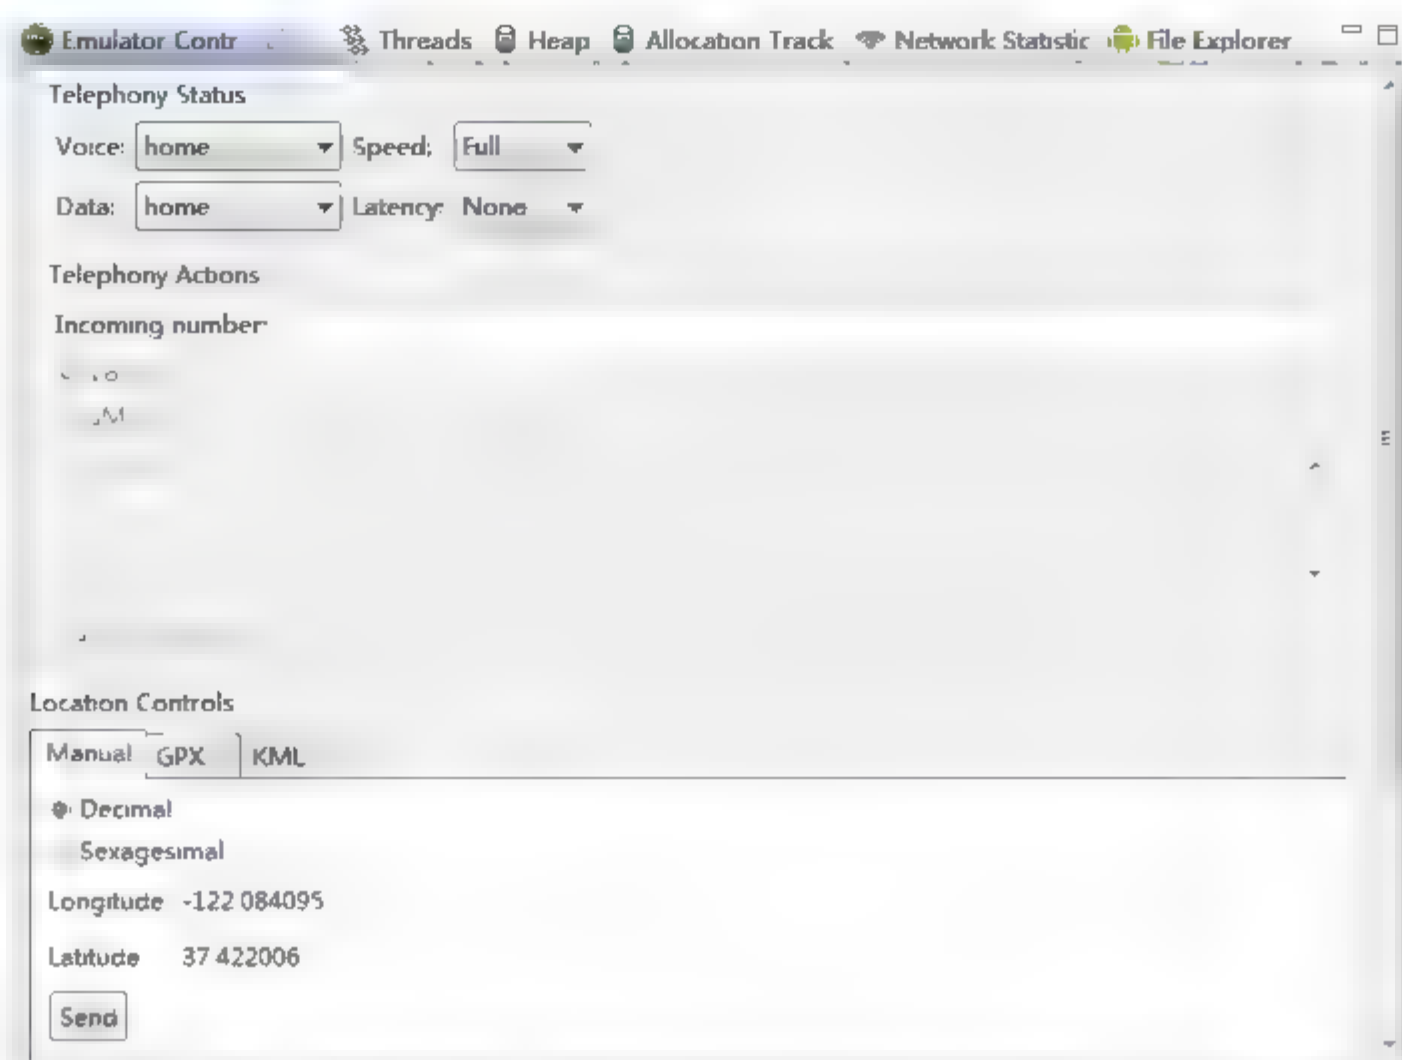 Emulator Contr Threads Heap Allocation Track Network Statistic File Explorer
Telephony Status
Voice: home Speed: Full
Data: home Latency: None
Telephony Actions
Incoming number
Location Controls
Manual GPX KML
Decimal
Sexagesimal
Longitude -122 084095
Latitude 37 422006
Send